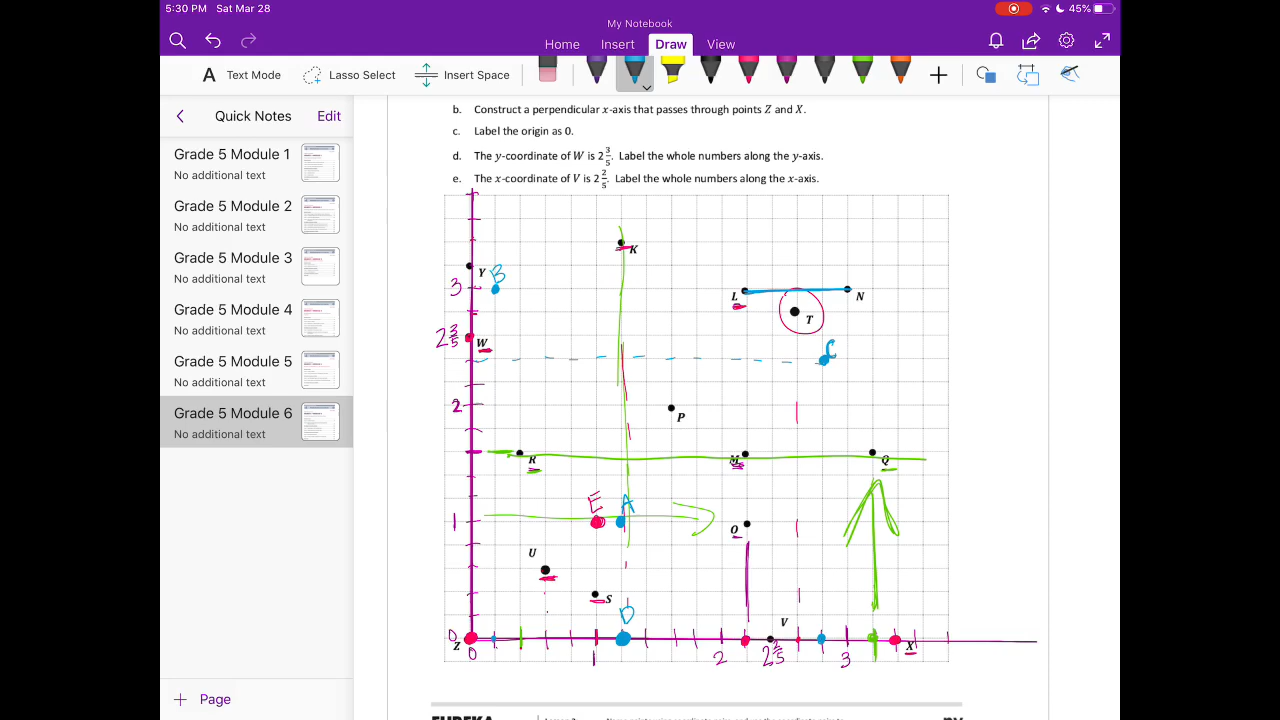 5:30 PM Sat Mar 28
45%
My Notebook
Home Insert Draw View
Text Mode Lasso Select Insert Space
Quick Notes Edit
Grade 5 Module 1
No additional text
Grade 5 Module 2
No additional text
Grade 5 Module 3
No additional text
Grade 5 Module 4
No additional text
Grade 5 Module 5
No additional text
Grade 5 Module 6
No additional text
Page
b. Construct a perpendicular x-axis that passes through points Z and X.
c. Label the origin as 0.
d. The y-coordinate of W is 2 3/5. Label the whole numbers along the y-axis.
e. The x-coordinate of V is 2 2/5. Label the whole numbers along the x-axis.
K
Y B
3 L N
T
2 3/5 W
C
2 P
R M Q
E A
1 O
U
S
D
V
0 Z X
0 1 2 2 2/5 3
EUREKA